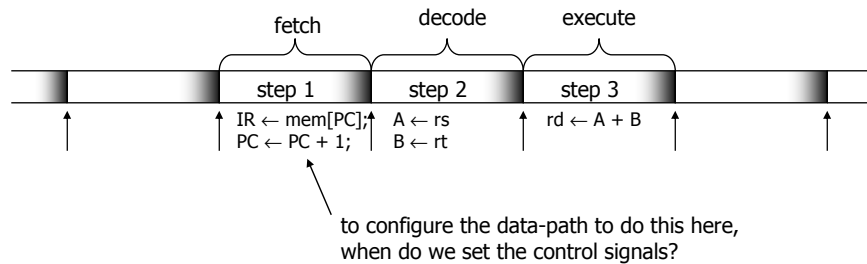 fetch decode execute
step 1 step 2 step 3
IR ← mem[PC]; A ← rs rd ← A + B
PC ← PC + 1; B ← rt
to configure the data-path to do this here,
when do we set the control signals?